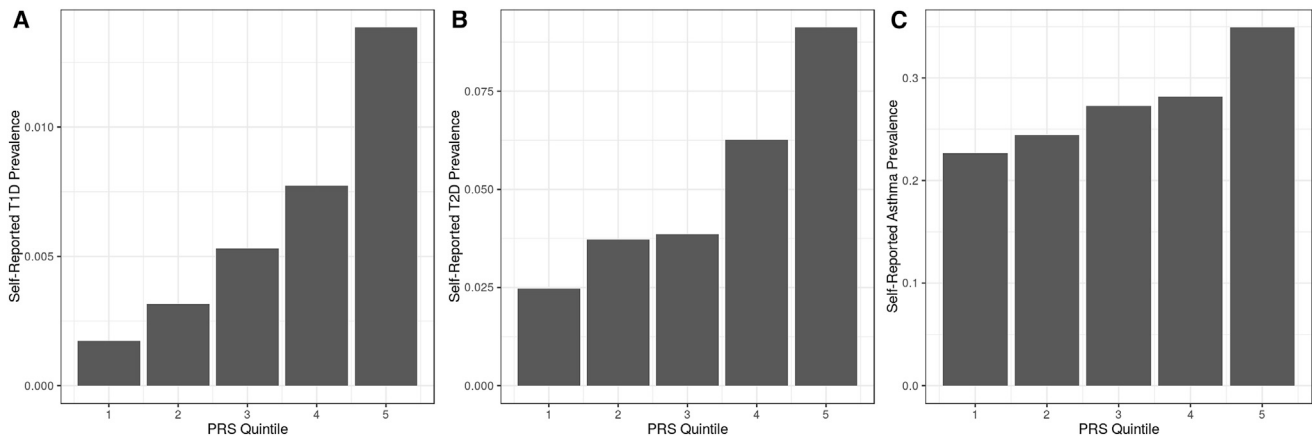 A
Self-Reported T1D Prevalence
0.010
0.005
0.000
1 2 3 4 5
PRS Quintile
B
Self-Reported T2D Prevalence
0.075
0.050
0.025
0.000
1 2 3 4 5
PRS Quintile
C
Self-Reported Asthma Prevalence
0.3
0.2
0.1
0.0
1 2 3 4 5
PRS Quintile